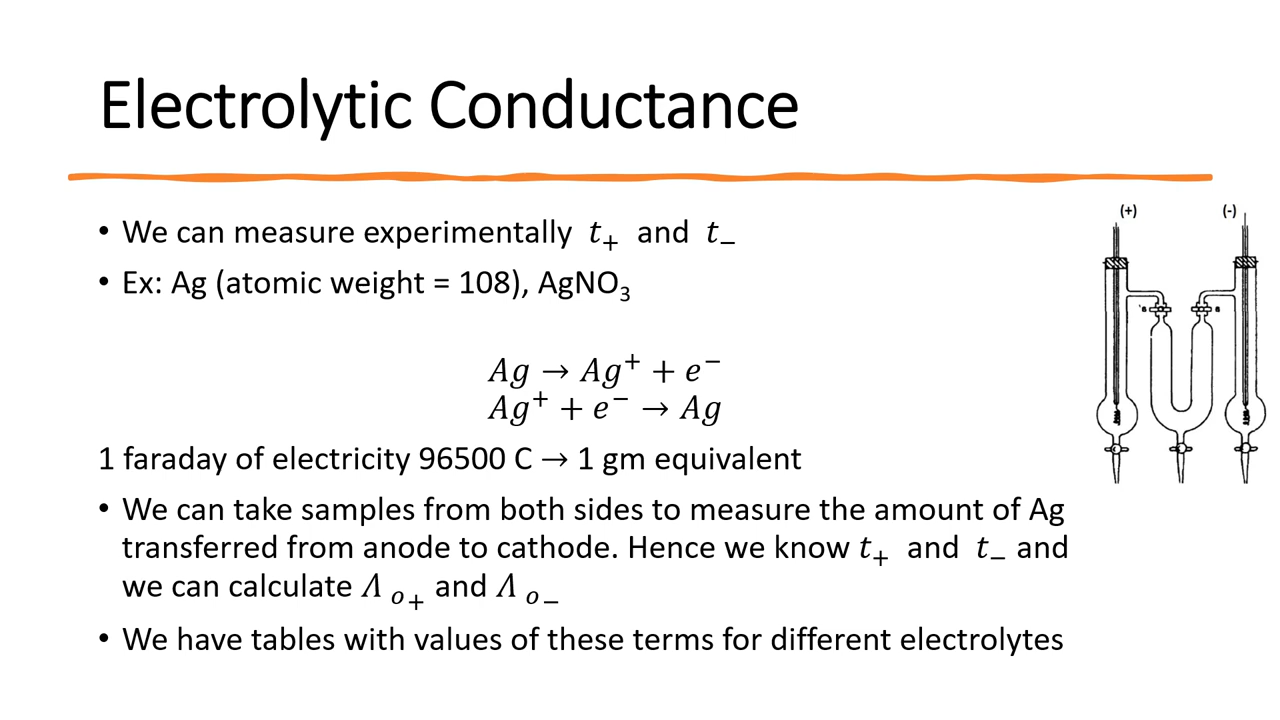 Electrolytic Conductance
(+) (-)
• We can measure experimentally t₊ and t₋
• Ex: Ag (atomic weight = 108), AgNO₃
a a
Ag → Ag⁺ + e⁻
Ag⁺ + e⁻ → Ag
1 faraday of electricity 96500 C → 1 gm equivalent
• We can take samples from both sides to measure the amount of Ag
transferred from anode to cathode. Hence we know t₊ and t₋ and
we can calculate Λ ₒ₊ and Λ ₒ₋
• We have tables with values of these terms for different electrolytes